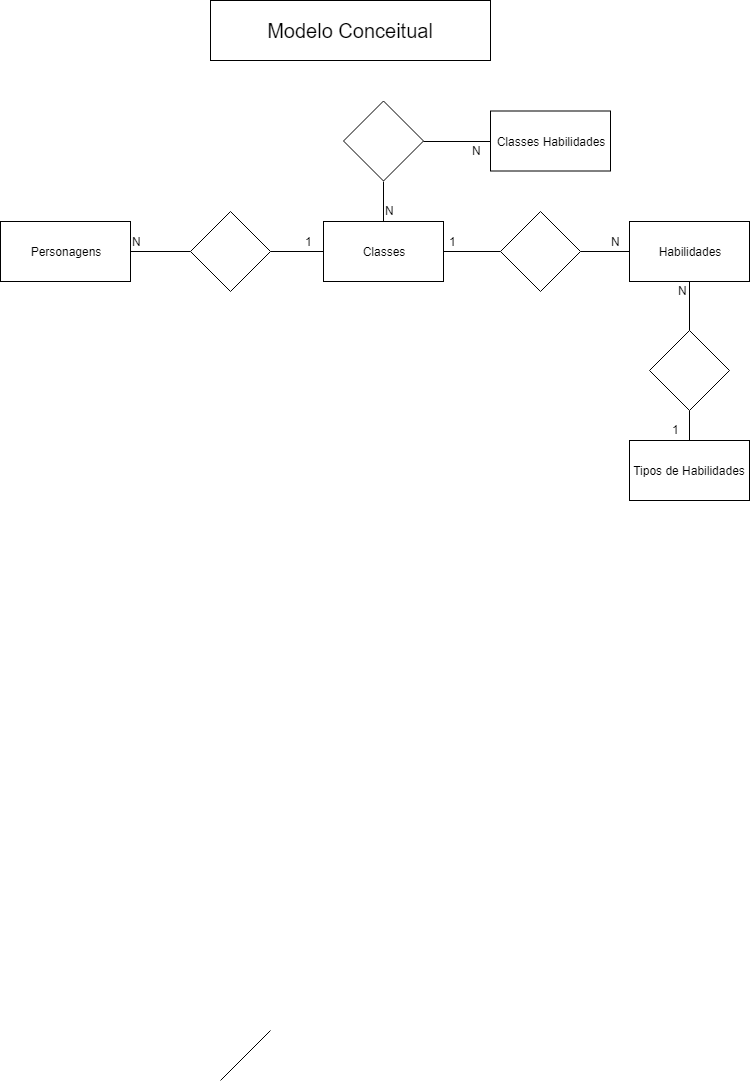 Modelo Conceitual
Classes Habilidades
N
N
Personagens
N
1
Classes
1
N
Habilidades
N
1
Tipos de Habilidades